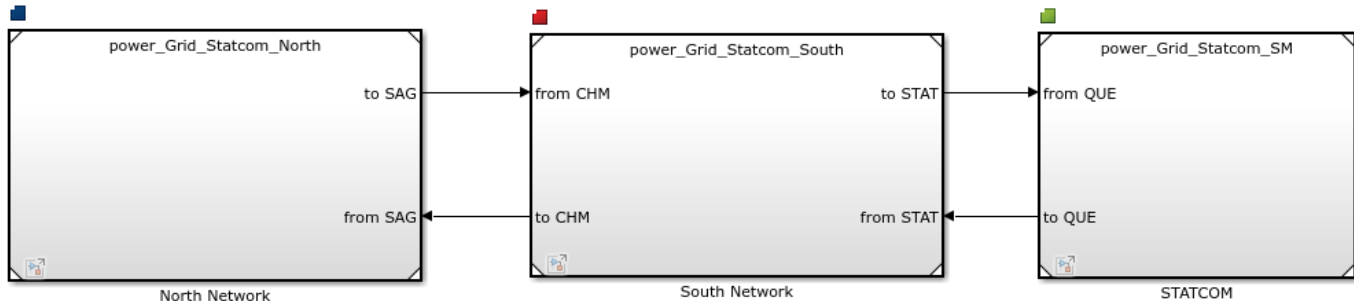 power_Grid_Statcom_North
to SAG
from SAG
North Network
power_Grid_Statcom_South
from CHM
to STAT
to CHM
from STAT
South Network
power_Grid_Statcom_SM
from QUE
to QUE
STATCOM